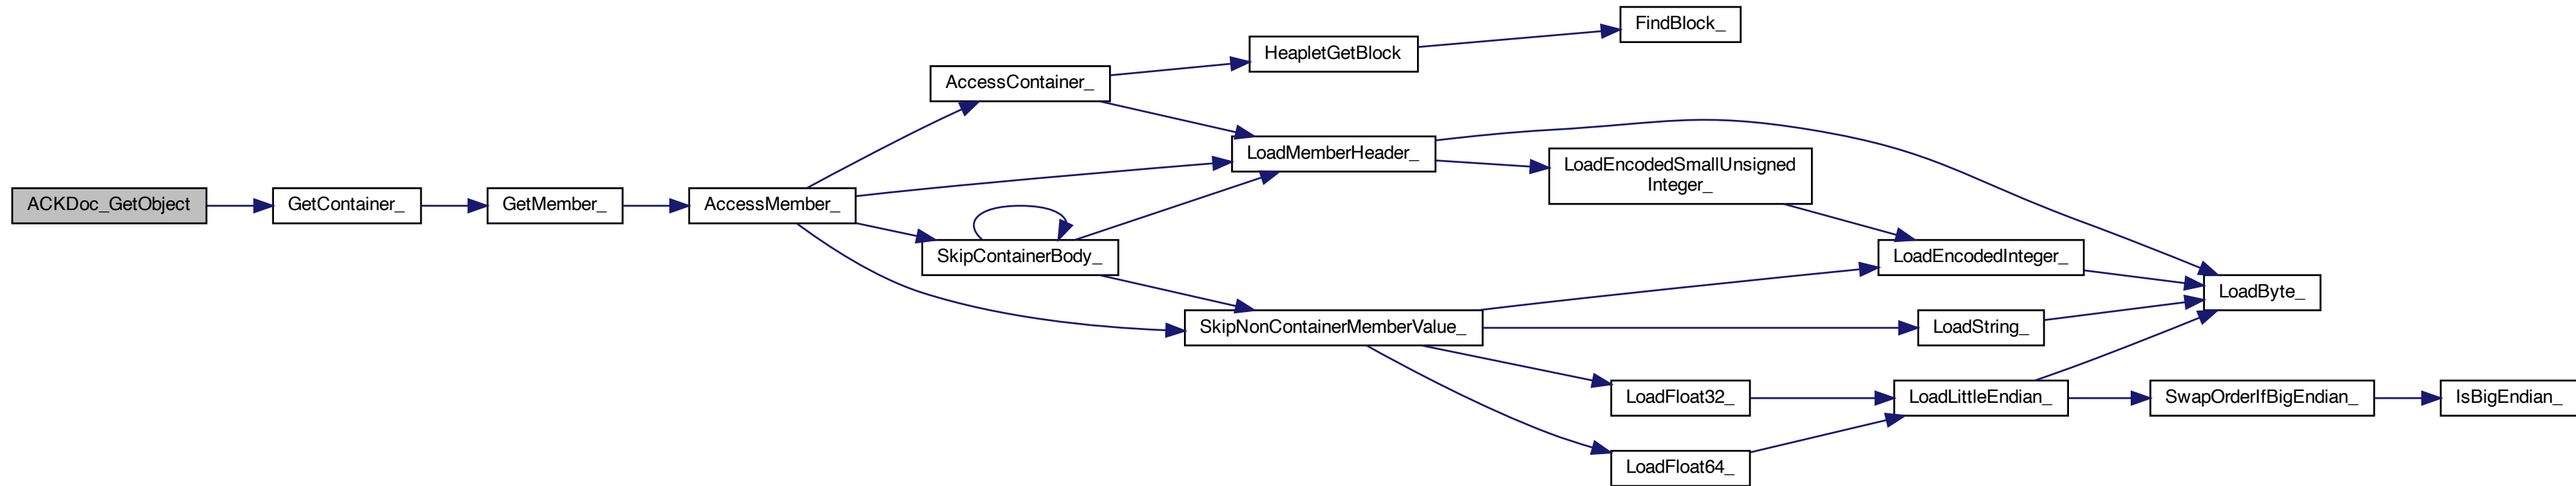 FindBlock_
HeapletGetBlock
AccessContainer_
LoadMemberHeader_
LoadEncodedSmallUnsigned
Integer_
ACKDoc_GetObject
GetContainer_
GetMember_
AccessMember_
SkipContainerBody_
LoadEncodedInteger_
LoadByte_
SkipNonContainerMemberValue_
LoadString_
LoadFloat32_
LoadLittleEndian_
SwapOrderIfBigEndian_
IsBigEndian_
LoadFloat64_